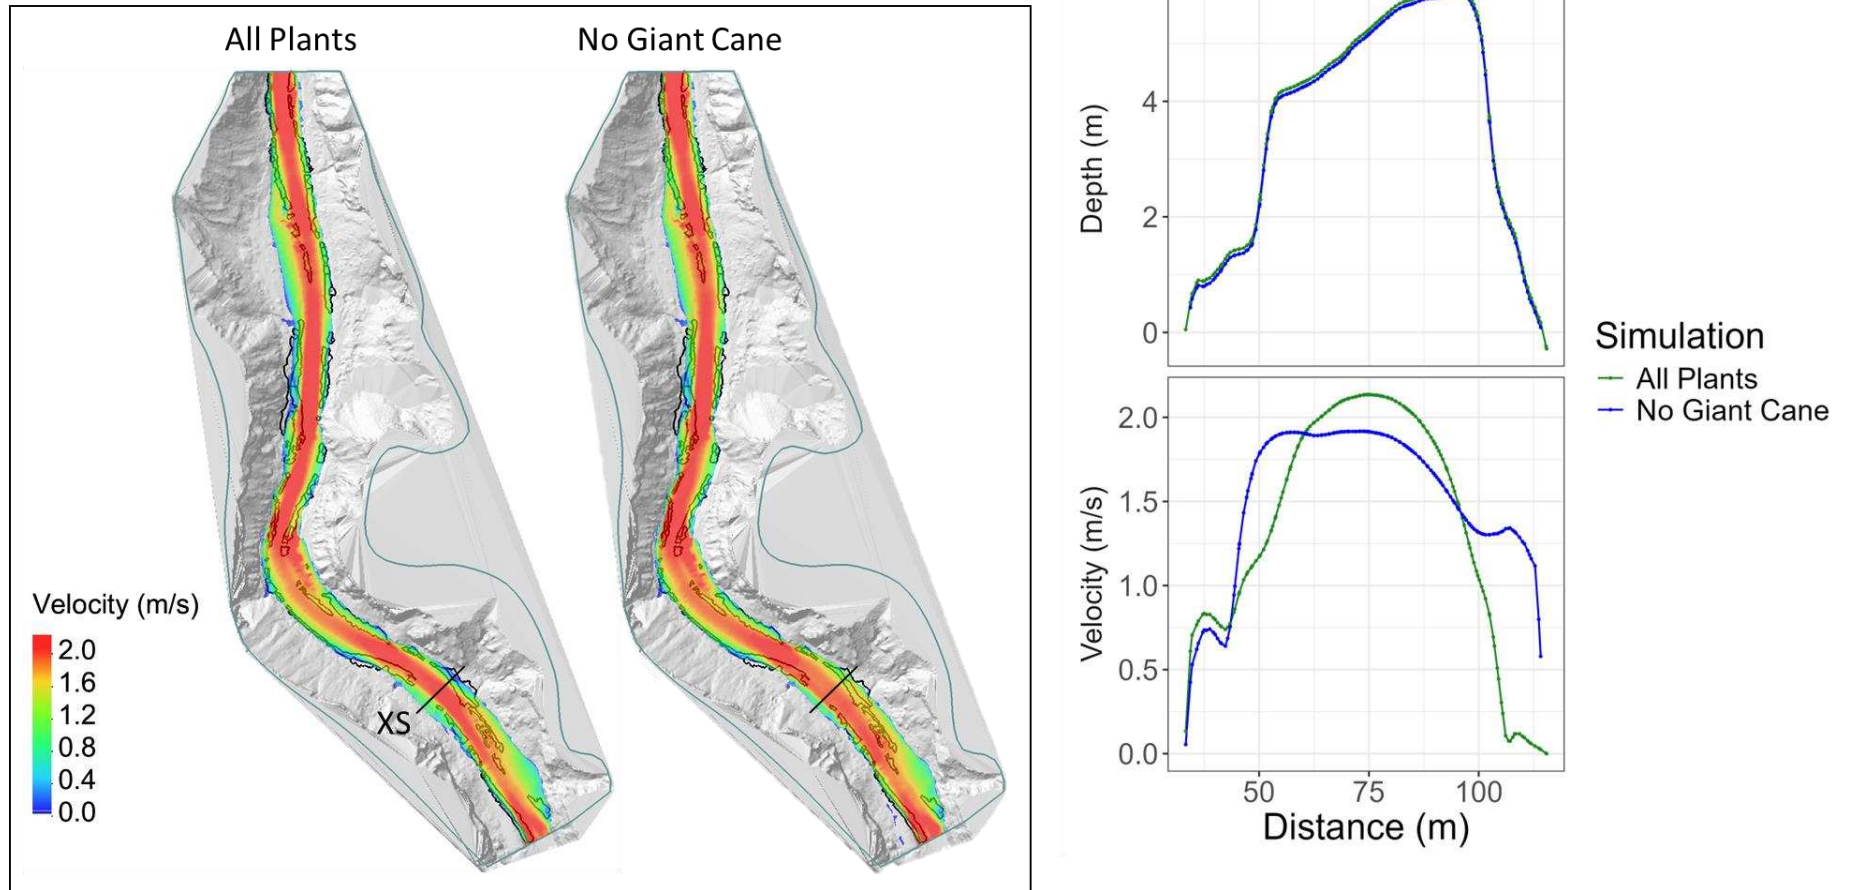 All Plants
No Giant Cane
XS
Velocity (m/s)
2.0
1.6
1.2
0.8
0.4
0.0
Depth (m)
4
2
0
Velocity (m/s)
2.0
1.5
1.0
0.5
0.0
50
75
100
Distance (m)
Simulation
All Plants
No Giant Cane